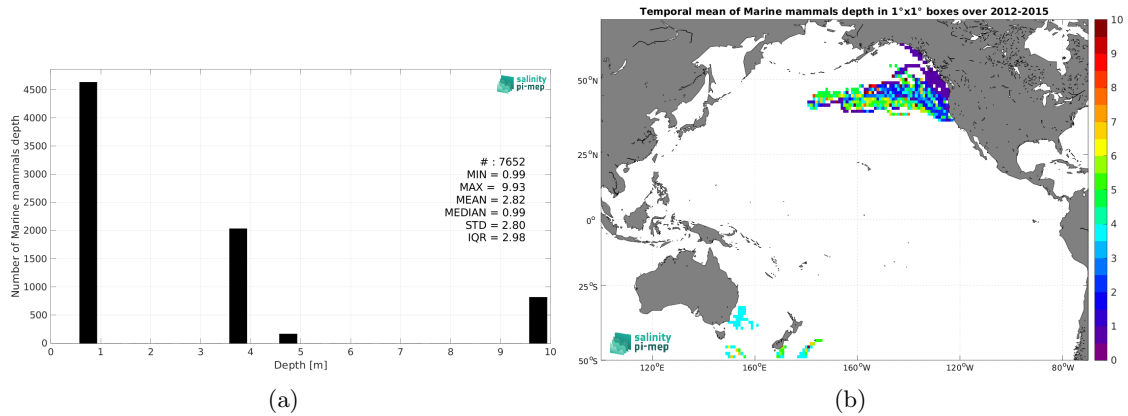 salinity
pi-mep
Number of Marine mammals depth
4500
4000
3500
3000
2500
2000
1500
1000
500
0
# : 7652
MIN = 0.99
MAX = 9.93
MEAN = 2.82
MEDIAN = 0.99
STD = 2.80
IQR = 2.98
0 1 2 3 4 5 6 7 8 9 10
Depth [m]
(a)
Temporal mean of Marine mammals depth in 1°x1° boxes over 2012-2015
50°N
25°N
0°
25°S
50°S
salinity
pi-mep
120°E 160°E 160°W 120°W 80°W
10
9
8
7
6
5
4
3
2
1
0
(b)